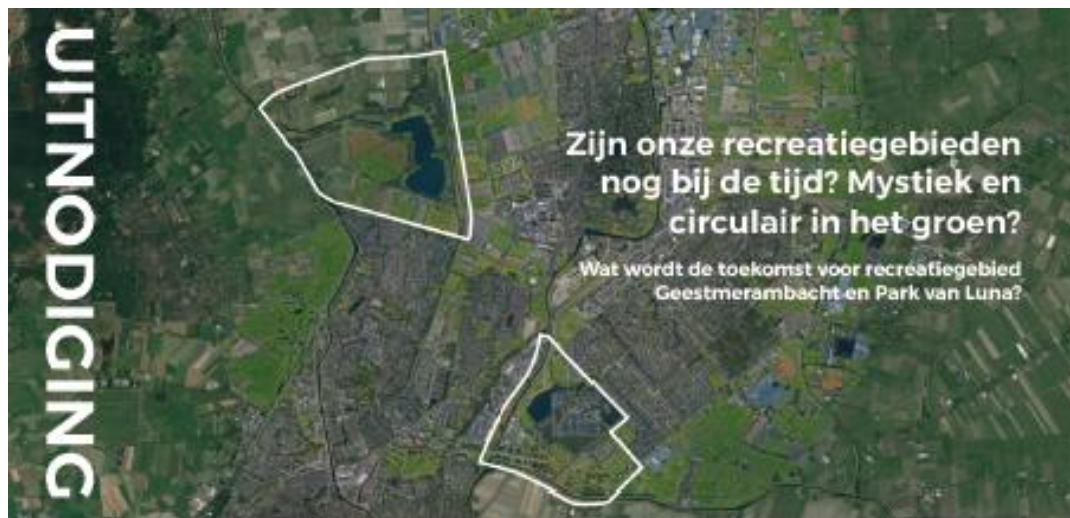 UITNODIGING
Zijn onze recreatiegebieden
nog bij de tijd? Mystiek en
circulair in het groen?
Wat wordt de toekomst voor recreatiegebied
Geestmerambacht en Park van Luna?